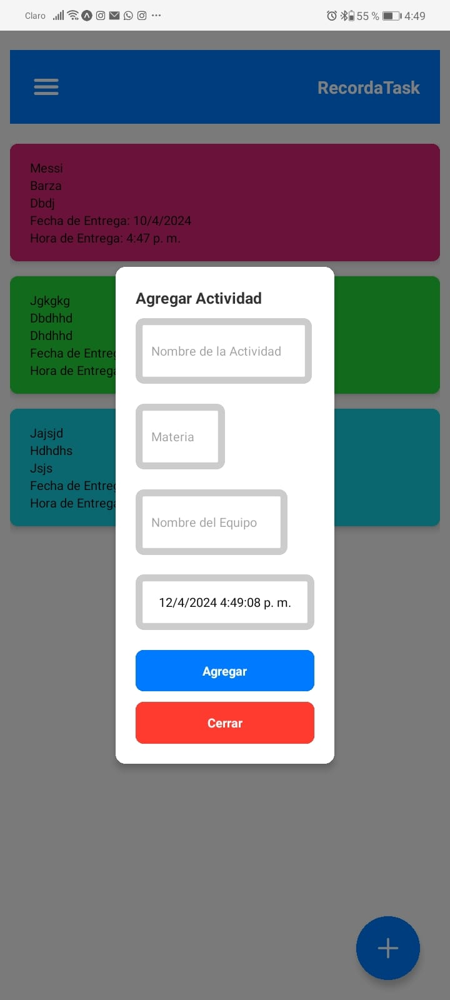 Claro 55 % 4:49
RecordaTask
Messi
Barza
Dbdj
Fecha de Entrega: 10/4/2024
Hora de Entrega: 4:47 p. m.
Jgkgkg
Dbdhhd
Dhdhhd
Fecha de Entreg
Hora de Entrega
Jajsjd
Hdhdhs
Jsjs
Fecha de Entreg
Hora de Entrega
Agregar Actividad
Nombre de la Actividad
Materia
Nombre del Equipo
12/4/2024 4:49:08 p. m.
Agregar
Cerrar